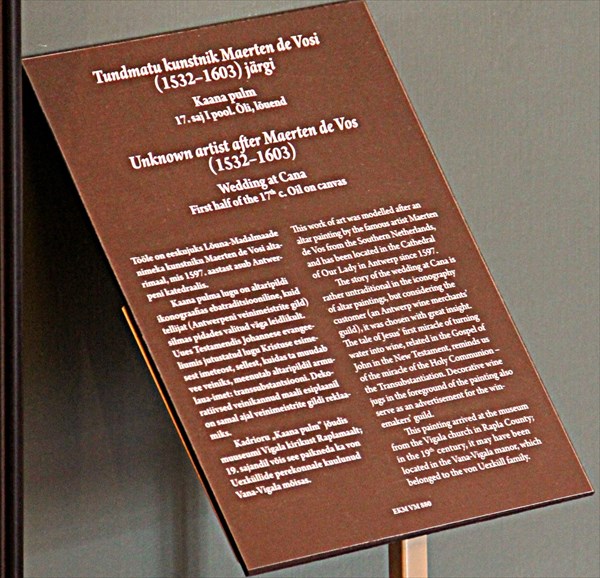 Tundmatu kunstnik Maerten de Vosi
(1532–1603) järgi
Kaana pulm
17. saj I pool. Õli, lõuend
Unknown artist after Maerten de Vos
(1532–1603)
Wedding at Cana
First half of the 17th c. Oil on canvas
Tööle on eeskujuks Lõuna-Madalmaade
nimeka kunstniku Maerten de Vosi alta-
rimaal, mis 1597. aastast asub Antwer-
peni katedraalis.
Kaana pulma lugu on altaripildi
ikonograafias ebatraditsiooniline, kuid
tellijat (Antwerpeni veinimeistrite gild)
silmas pidades valitud väga leidlikult.
Uues Testamendis Johannese evangee-
liumis jutustatud lugu Kristuse esime-
sest imeteost, sellest, kuidas ta muudab
vee veiniks, meenutab altaripildil armu-
laua-imet: transsubstantsiooni. Deko-
ratiivsed veinikannud maali esiplaanil
on samal ajal veinimeistrite gildi reklaa-
miks.
Kadrioru „Kaana pulm" jõudis
muuseumi Vigala kirikust Raplamaalt;
19. sajandil võis see paikneda ka von
Uexküllide perekonnale kuulunud
Vana-Vigala mõisas.
This work of art was modelled after an
altar painting by the famous artist Maerten
de Vos from the Southern Netherlands,
and has been located in the Cathedral
of Our Lady in Antwerp since 1597.
The story of the wedding at Cana is
rather untraditional in the iconography
of altar paintings, but considering the
customer (an Antwerp wine merchants'
guild), it was chosen with great insight.
The tale of Jesus' first miracle of turning
water into wine, related in the Gospel of
John in the New Testament, reminds us
of the miracle of the Holy Communion –
the Transubstantiation. Decorative wine
jugs in the foreground of the painting also
serve as an advertisement for the win-
emakers' guild.
This painting arrived at the museum
from the Vigala church in Rapla County;
in the 19th century, it may have been
located in the Vana-Vigala manor, which
belonged to the von Uexküll family.
EKM VM 880